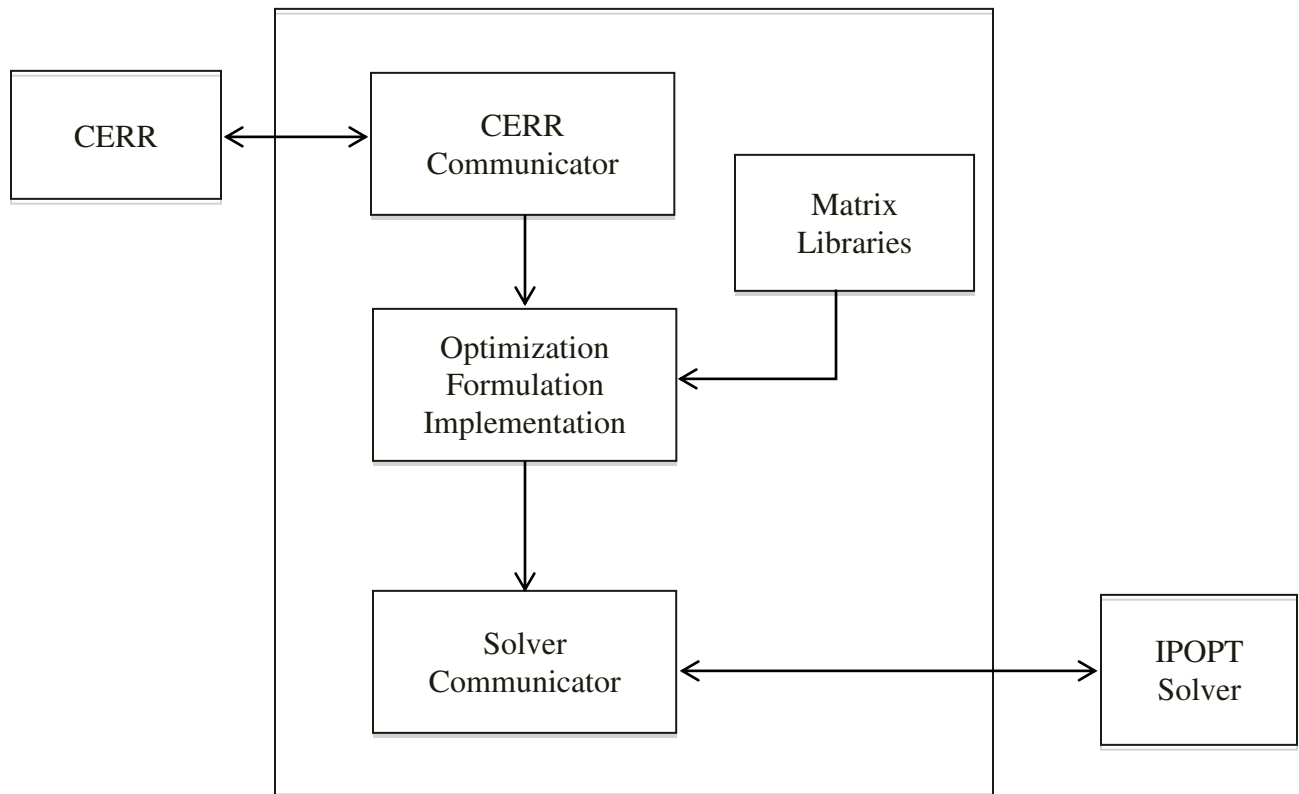 CERR
CERR
Communicator
Matrix
Libraries
Optimization
Formulation
Implementation
Solver
Communicator
IPOPT
Solver